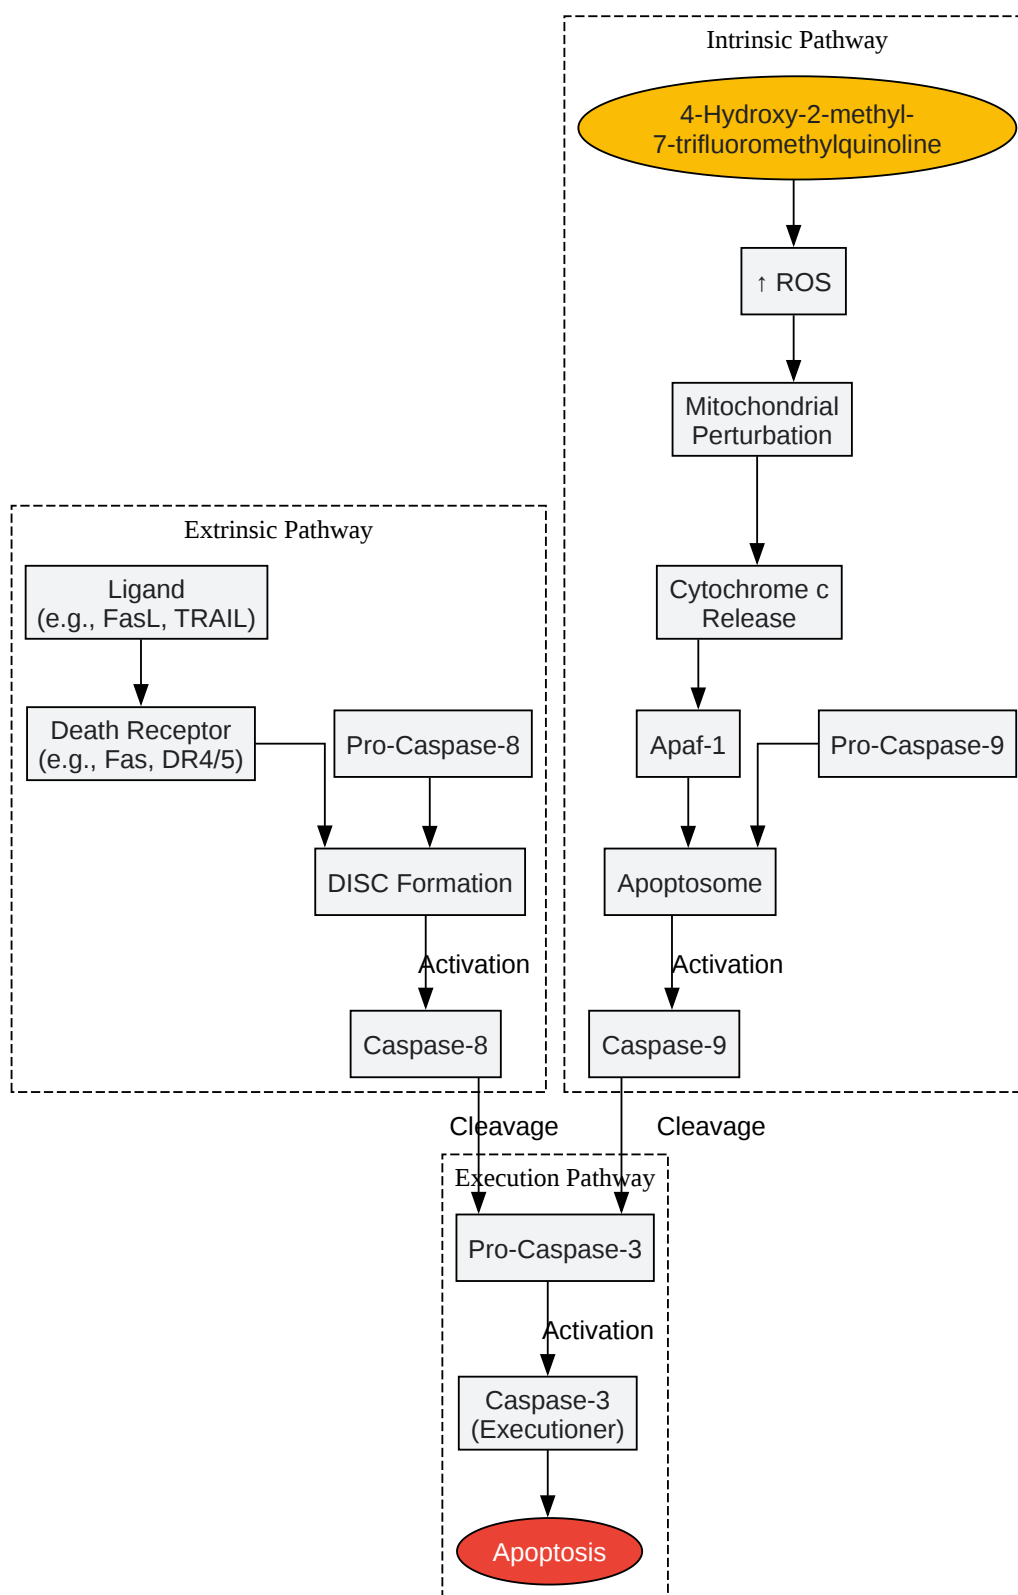 Intrinsic Pathway
4-Hydroxy-2-methyl-
7-trifluoromethylquinoline
↑ ROS
Mitochondrial
Perturbation
Extrinsic Pathway
Ligand
(e.g., FasL, TRAIL)
Cytochrome c
Release
Death Receptor
(e.g., Fas, DR4/5)
Pro-Caspase-8
Apaf-1
Pro-Caspase-9
DISC Formation
Apoptosome
Activation
Activation
Caspase-8
Caspase-9
Cleavage
Cleavage
Execution Pathway
Pro-Caspase-3
Activation
Caspase-3
(Executioner)
Apoptosis